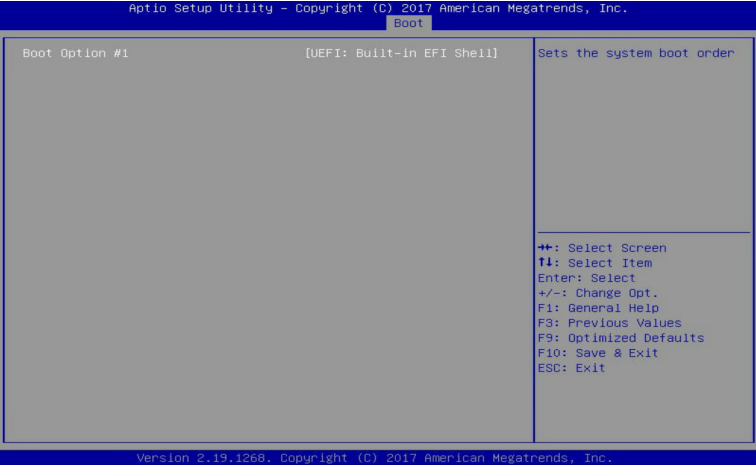 Aptio Setup Utility – Copyright (C) 2017 American Megatrends, Inc.
Boot
Boot Option #1 [UEFI: Built-in EFI Shell]
Sets the system boot order
→←: Select Screen
↑↓: Select Item
Enter: Select
+/-: Change Opt.
F1: General Help
F3: Previous Values
F9: Optimized Defaults
F10: Save & Exit
ESC: Exit
Version 2.19.1268. Copyright (C) 2017 American Megatrends, Inc.